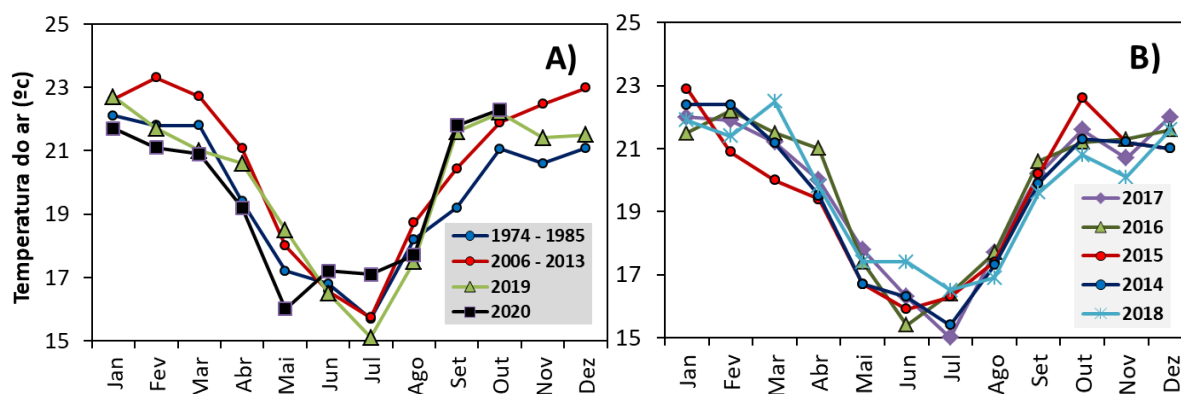 Temperatura do ar (ºc)
A)
25
23
21
19
17
15
1974 - 1985
2006 - 2013
2019
2020
Jan Fev Mar Abr Mai Jun Jul Ago Set Out Nov Dez
B)
25
23
21
19
17
15
2017
2016
2015
2014
2018
Jan Fev Mar Abr Mai Jun Jul Ago Set Out Nov Dez